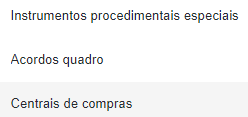 Instrumentos procedimentais especiais
Acordos quadro
Centrais de compras